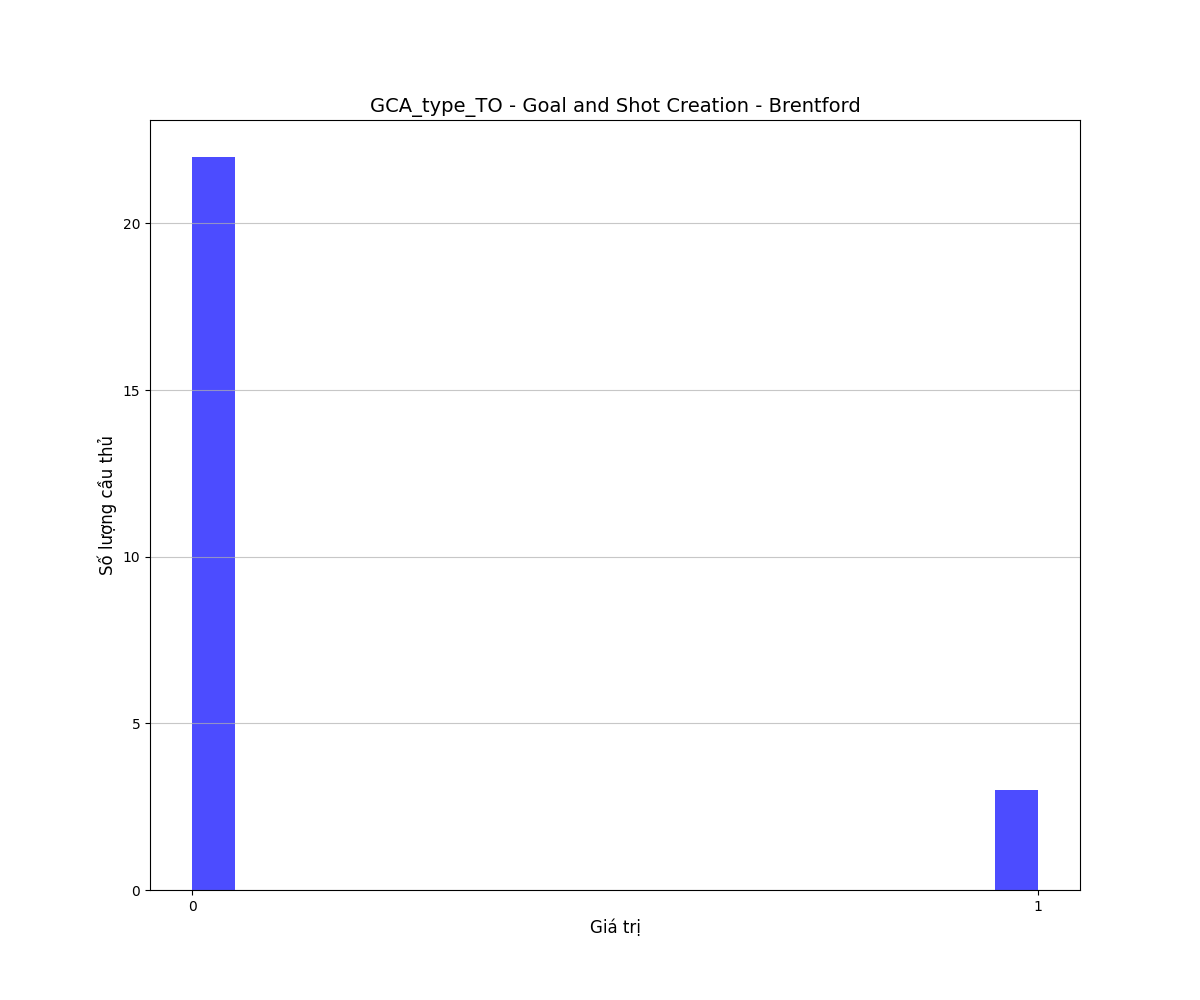 GCA_type_TO - Goal and Shot Creation - Brentford
20
15
10
5
0
Số lượng cầu thủ
0 1
Giá trị